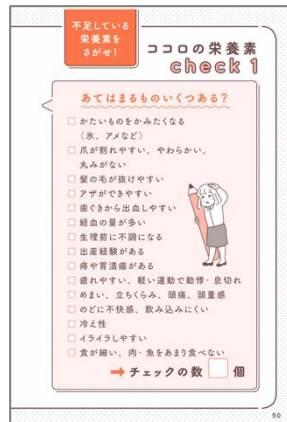 不足している
栄養素を
さがせ!
ココロの栄養素
check 1
あてはまるものいくつある?
□ かたいものをかみたくなる
(氷、アメなど)
□ 爪が割れやすい、やわらかい、
丸みがない
□ 髪の毛が抜けやすい
□ アザができやすい
□ 歯ぐきから出血しやすい
□ 経血の量が多い
□ 生理前に不調になる
□ 出産経験がある
□ 痔や胃潰瘍がある
□ 疲れやすい、軽い運動で動悸・息切れ
□ めまい、立ちくらみ、頭痛、頭重感
□ のどに不快感、飲み込みにくい
□ 冷え性
□ イライラしやすい
□ 食が細い、肉・魚をあまり食べない
➞ チェックの数 □ 個
50